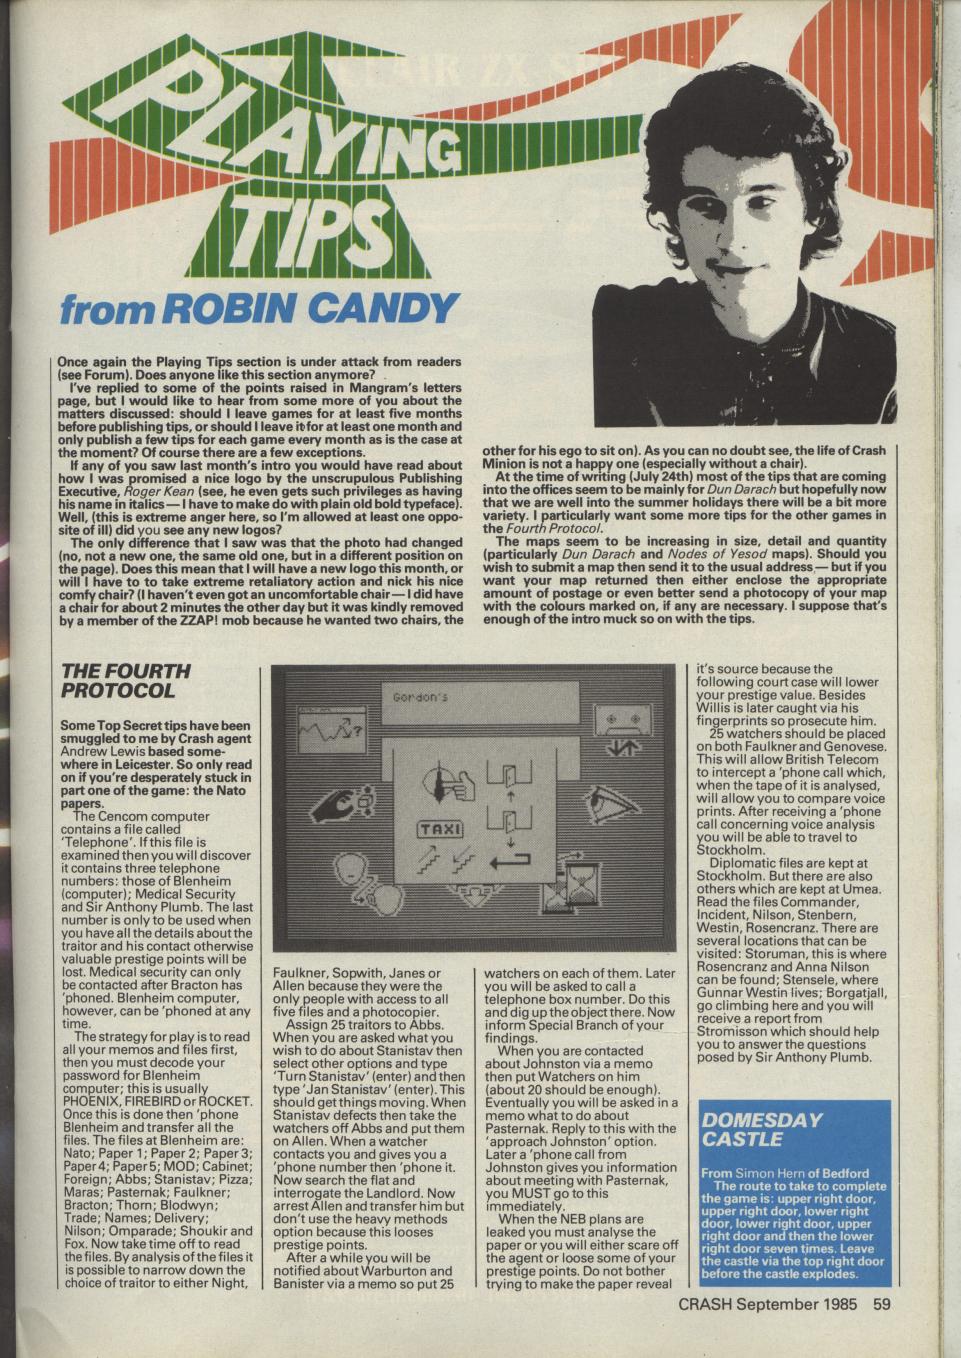 PLAYING
TIPS
from ROBIN CANDY
Once again the Playing Tips section is under attack from readers
(see Forum). Does anyone like this section anymore?
I've replied to some of the points raised in Mangram's letters
page, but I would like to hear from some more of you about the
matters discussed: should I leave games for at least five months
before publishing tips, or should I leave it for at least one month and
only publish a few tips for each game every month as is the case at
the moment? Of course there are a few exceptions.
If any of you saw last month's intro you would have read about
how I was promised a nice logo by the unscrupulous Publishing
Executive, Roger Kean (see, he even gets such privileges as having
his name in italics — I have to make do with plain old bold typeface).
Well, (this is extreme anger here, so I'm allowed at least one oppo-
site of ill) did you see any new logos?
The only difference that I saw was that the photo had changed
(no, not a new one, the same old one, but in a different position on
the page). Does this mean that I will have a new logo this month, or
will I have to to take extreme retaliatory action and nick his nice
comfy chair? (I haven't even got an uncomfortable chair — I did have
a chair for about 2 minutes the other day but it was kindly removed
by a member of the ZZAP! mob because he wanted two chairs, the
other for his ego to sit on). As you can no doubt see, the life of Crash
Minion is not a happy one (especially without a chair).
At the time of writing (July 24th) most of the tips that are coming
into the offices seem to be mainly for Dun Darach but hopefully now
that we are well into the summer holidays there will be a bit more
variety. I particularly want some more tips for the other games in
the Fourth Protocol.
The maps seem to be increasing in size, detail and quantity
(particularly Dun Darach and Nodes of Yesod maps). Should you
wish to submit a map then send it to the usual address — but if you
want your map returned then either enclose the appropriate
amount of postage or even better send a photocopy of your map
with the colours marked on, if any are necessary. I suppose that's
enough of the intro muck so on with the tips.
THE FOURTH
PROTOCOL
Some Top Secret tips have been
smuggled to me by Crash agent
Andrew Lewis based some-
where in Leicester. So only read
on if you're desperately stuck in
part one of the game: the Nato
papers.
The Cencom computer
contains a file called
'Telephone'. If this file is
examined then you will discover
it contains three telephone
numbers: those of Blenheim
(computer); Medical Security
and Sir Anthony Plumb. The last
number is only to be used when
you have all the details about the
traitor and his contact otherwise
valuable prestige points will be
lost. Medical security can only
be contacted after Bracton has
'phoned. Blenheim computer,
however, can be 'phoned at any
time.
The strategy for play is to read
all your memos and files first,
then you must decode your
password for Blenheim
computer; this is usually
PHOENIX, FIREBIRD or ROCKET.
Once this is done then 'phone
Blenheim and transfer all the
files. The files at Blenheim are:
Nato; Paper 1; Paper 2; Paper 3;
Paper 4; Paper 5; MOD; Cabinet;
Foreign; Abbs; Stanistav; Pizza;
Maras; Pasternak; Faulkner;
Bracton; Thorn; Blodwyn;
Trade; Names; Delivery;
Nilson; Omparade; Shoukir and
Fox. Now take time off to read
the files. By analysis of the files it
is possible to narrow down the
choice of traitor to either Night,
Gordon's
?
TAXI
Faulkner, Sopwith, Janes or
Allen because they were the
only people with access to all
five files and a photocopier.
Assign 25 traitors to Abbs.
When you are asked what you
wish to do about Stanistav then
select other options and type
'Turn Stanistav' (enter) and then
type 'Jan Stanistav' (enter). This
should get things moving. When
Stanistav defects then take the
watchers off Abbs and put them
on Allen. When a watcher
contacts you and gives you a
'phone number then 'phone it.
Now search the flat and
interrogate the Landlord. Now
arrest Allen and transfer him but
don't use the heavy methods
option because this looses
prestige points.
After a while you will be
notified about Warburton and
Banister via a memo so put 25
watchers on each of them. Later
you will be asked to call a
telephone box number. Do this
and dig up the object there. Now
inform Special Branch of your
findings.
When you are contacted
about Johnston via a memo
then put Watchers on him
(about 20 should be enough).
Eventually you will be asked in a
memo what to do about
Pasternak. Reply to this with the
'approach Johnston' option.
Later a 'phone call from
Johnston gives you information
about meeting with Pasternak,
you MUST go to this
immediately.
When the NEB plans are
leaked you must analyse the
paper or you will either scare off
the agent or loose some of your
prestige points. Do not bother
trying to make the paper reveal
it's source because the
following court case will lower
your prestige value. Besides
Willis is later caught via his
fingerprints so prosecute him.
25 watchers should be placed
on both Faulkner and Genovese.
This will allow British Telecom
to intercept a 'phone call which,
when the tape of it is analysed,
will allow you to compare voice
prints. After receiving a 'phone
call concerning voice analysis
you will be able to travel to
Stockholm.
Diplomatic files are kept at
Stockholm. But there are also
others which are kept at Umea.
Read the files Commander,
Incident, Nilson, Stenbern,
Westin, Rosencranz. There are
several locations that can be
visited: Storuman, this is where
Rosencranz and Anna Nilson
can be found; Stensele, where
Gunnar Westin lives; Borgatjall,
go climbing here and you will
receive a report from
Stromisson which should help
you to answer the questions
posed by Sir Anthony Plumb.
DOMESDAY
CASTLE
From Simon Hern of Bedford
The route to take to complete
the game is: upper right door,
upper right door, lower right
door, lower right door, upper
right door and then the lower
right door seven times. Leave
the castle via the top right door
before the castle explodes.
CRASH September 1985 59